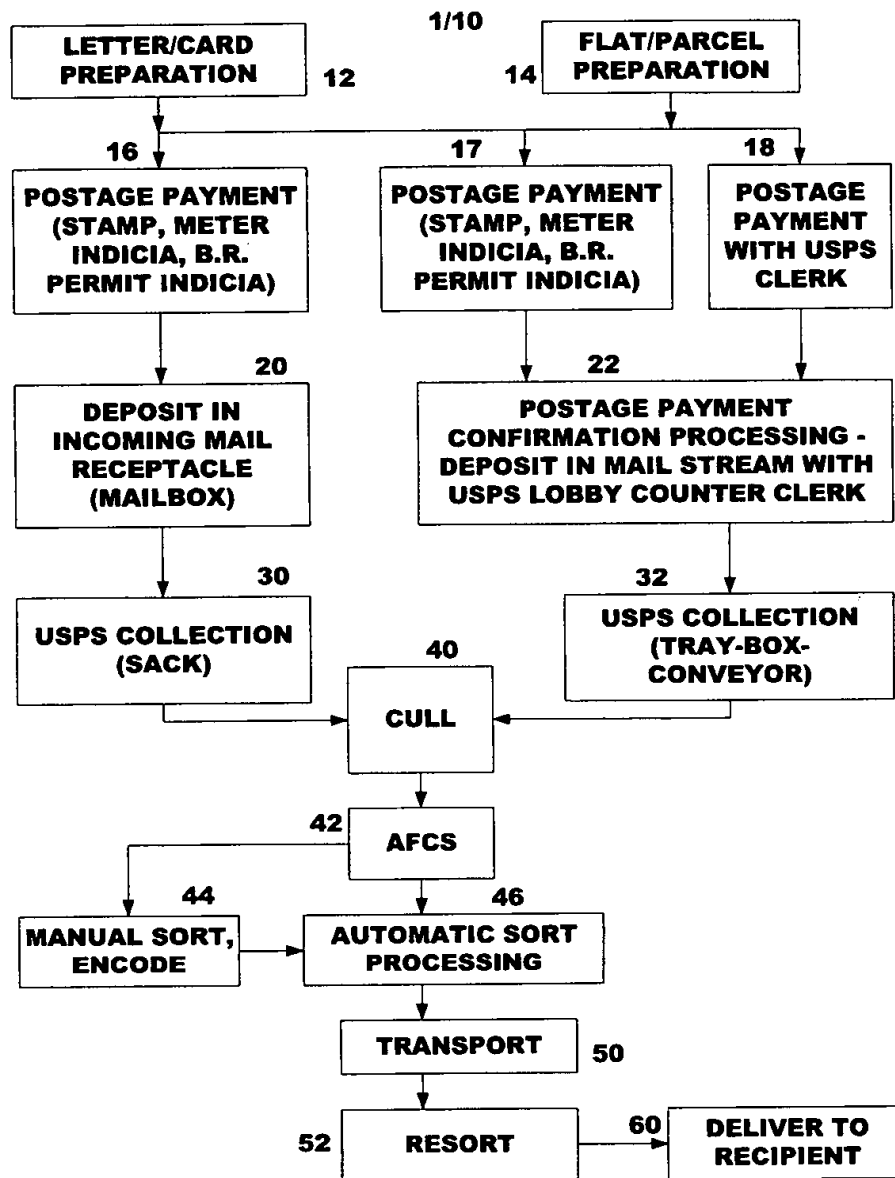 1/10
LETTER/CARD
PREPARATION
12
FLAT/PARCEL
PREPARATION
14
16
POSTAGE PAYMENT
(STAMP, METER
INDICIA, B.R.
PERMIT INDICIA)
17
POSTAGE PAYMENT
(STAMP, METER
INDICIA, B.R.
PERMIT INDICIA)
18
POSTAGE
PAYMENT
WITH USPS
CLERK
20
DEPOSIT IN
INCOMING MAIL
RECEPTACLE
(MAILBOX)
22
POSTAGE PAYMENT
CONFIRMATION PROCESSING -
DEPOSIT IN MAIL STREAM WITH
USPS LOBBY COUNTER CLERK
30
USPS COLLECTION
(SACK)
32
USPS COLLECTION
(TRAY-BOX-
CONVEYOR)
40
CULL
42
AFCS
44
MANUAL SORT,
ENCODE
46
AUTOMATIC SORT
PROCESSING
TRANSPORT
50
52
RESORT
60
DELIVER TO
RECIPIENT